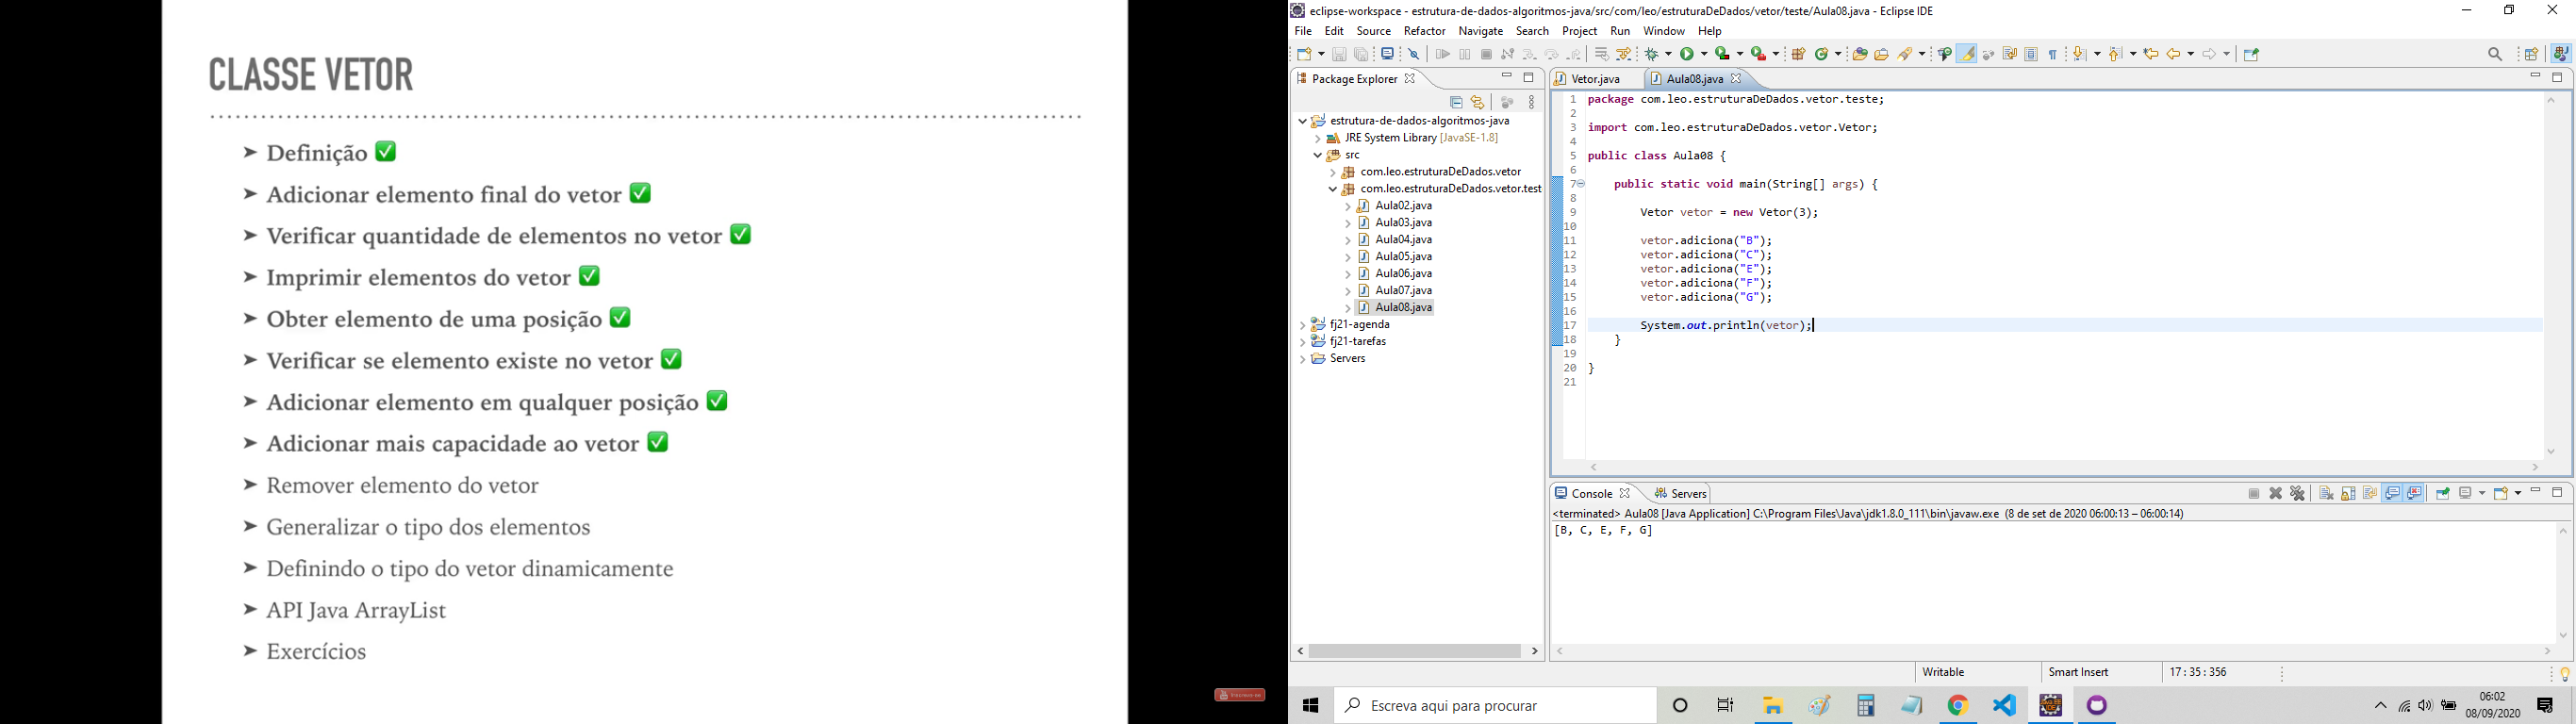 CLASSE VETOR
➤ Definição ✅
➤ Adicionar elemento final do vetor ✅
➤ Verificar quantidade de elementos no vetor ✅
➤ Imprimir elementos do vetor ✅
➤ Obter elemento de uma posição ✅
➤ Verificar se elemento existe no vetor ✅
➤ Adicionar elemento em qualquer posição ✅
➤ Adicionar mais capacidade ao vetor ✅
➤ Remover elemento do vetor
➤ Generalizar o tipo dos elementos
➤ Definindo o tipo do vetor dinamicamente
➤ API Java ArrayList
➤ Exercícios
eclipse-workspace - estrutura-de-dados-algoritmos-java/src/com/leo/estruturaDeDados/vetor/teste/Aula08.java - Eclipse IDE
File Edit Source Refactor Navigate Search Project Run Window Help
Package Explorer
estrutura-de-dados-algoritmos-java
JRE System Library [JavaSE-1.8]
src
com.leo.estruturaDeDados.vetor
com.leo.estruturaDeDados.vetor.test
Aula02.java
Aula03.java
Aula04.java
Aula05.java
Aula06.java
Aula07.java
Aula08.java
fj21-agenda
fj21-tarefas
Servers
Vetor.java Aula08.java
1 package com.leo.estruturaDeDados.vetor.teste;
2
3 import com.leo.estruturaDeDados.vetor.Vetor;
4
5 public class Aula08 {
6
7 public static void main(String[] args) {
8
9 Vetor vetor = new Vetor(3);
10
11 vetor.adiciona("B");
12 vetor.adiciona("C");
13 vetor.adiciona("E");
14 vetor.adiciona("F");
15 vetor.adiciona("G");
16
17 System.out.println(vetor);
18 }
19
20 }
21
Console Servers
<terminated> Aula08 [Java Application] C:\Program Files\Java\jdk1.8.0_111\bin\javaw.exe (8 de set de 2020 06:00:13 – 06:00:14)
[B, C, E, F, G]
Writable Smart Insert 17 : 35 : 356
Escreva aqui para procurar
06:02
08/09/2020